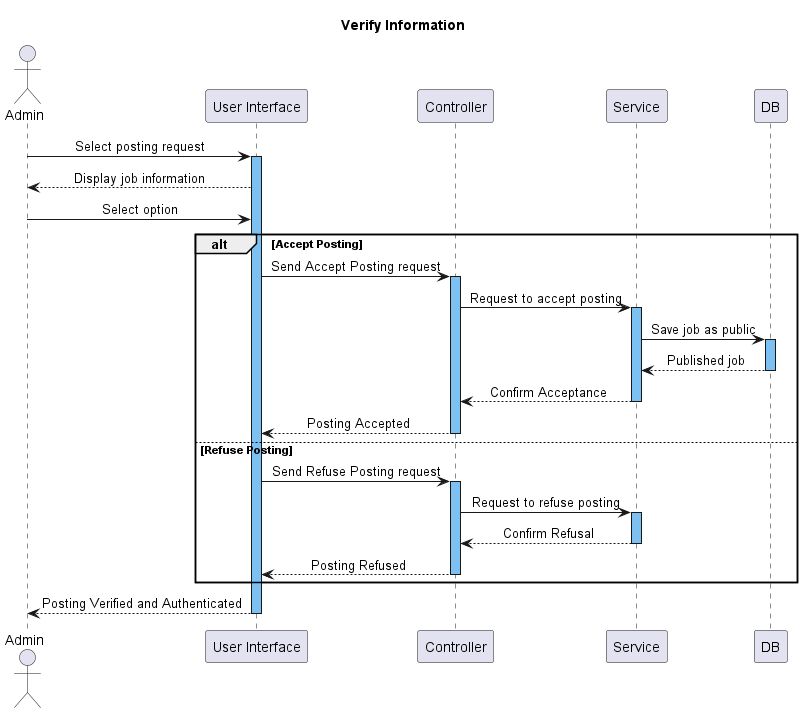 Verify Information
Admin
User Interface
Controller
Service
DB
Select posting request
Display job information
Select option
alt
[Accept Posting]
Send Accept Posting request
Request to accept posting
Save job as public
Published job
Confirm Acceptance
Posting Accepted
[Refuse Posting]
Send Refuse Posting request
Request to refuse posting
Confirm Refusal
Posting Refused
Posting Verified and Authenticated
Admin
User Interface
Controller
Service
DB